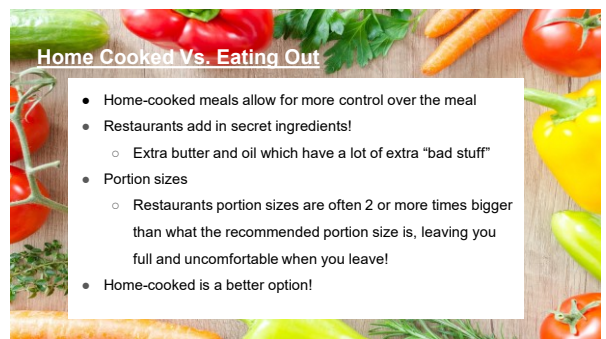 Home Cooked Vs. Eating Out
● Home-cooked meals allow for more control over the meal
● Restaurants add in secret ingredients!
○ Extra butter and oil which have a lot of extra “bad stuff”
● Portion sizes
○ Restaurants portion sizes are often 2 or more times bigger
than what the recommended portion size is, leaving you
full and uncomfortable when you leave!
● Home-cooked is a better option!